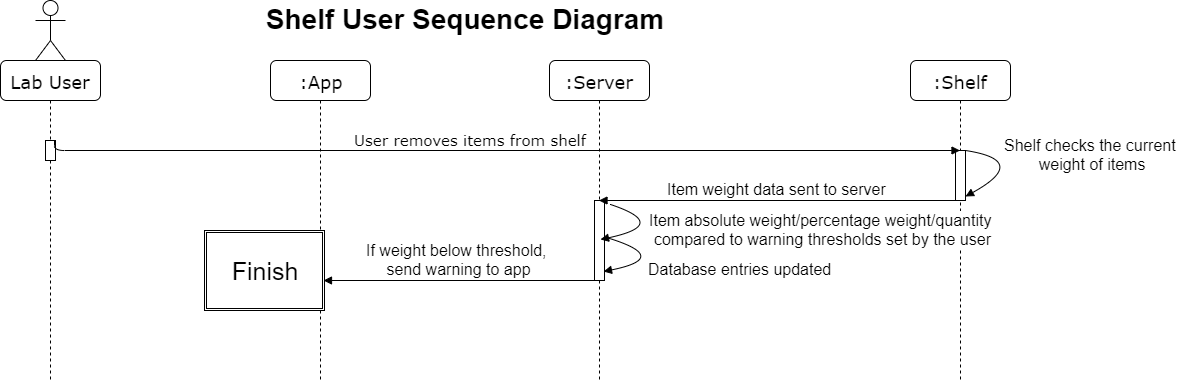 Shelf User Sequence Diagram
Lab User
:App
:Server
:Shelf
User removes items from shelf
Shelf checks the current
weight of items
Item weight data sent to server
Item absolute weight/percentage weight/quantity
compared to warning thresholds set by the user
If weight below threshold,
send warning to app
Database entries updated
Finish